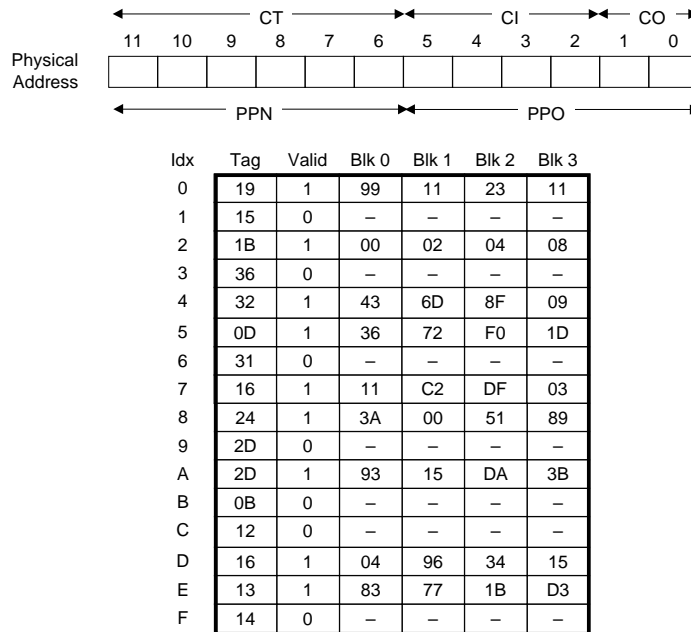 CT CI CO
11 10 9 8 7 6 5 4 3 2 1 0
Physical
Address
PPN PPO
Idx Tag Valid Blk 0 Blk 1 Blk 2 Blk 3
0 19 1 99 11 23 11
1 15 0 – – – –
2 1B 1 00 02 04 08
3 36 0 – – – –
4 32 1 43 6D 8F 09
5 0D 1 36 72 F0 1D
6 31 0 – – – –
7 16 1 11 C2 DF 03
8 24 1 3A 00 51 89
9 2D 0 – – – –
A 2D 1 93 15 DA 3B
B 0B 0 – – – –
C 12 0 – – – –
D 16 1 04 96 34 15
E 13 1 83 77 1B D3
F 14 0 – – – –